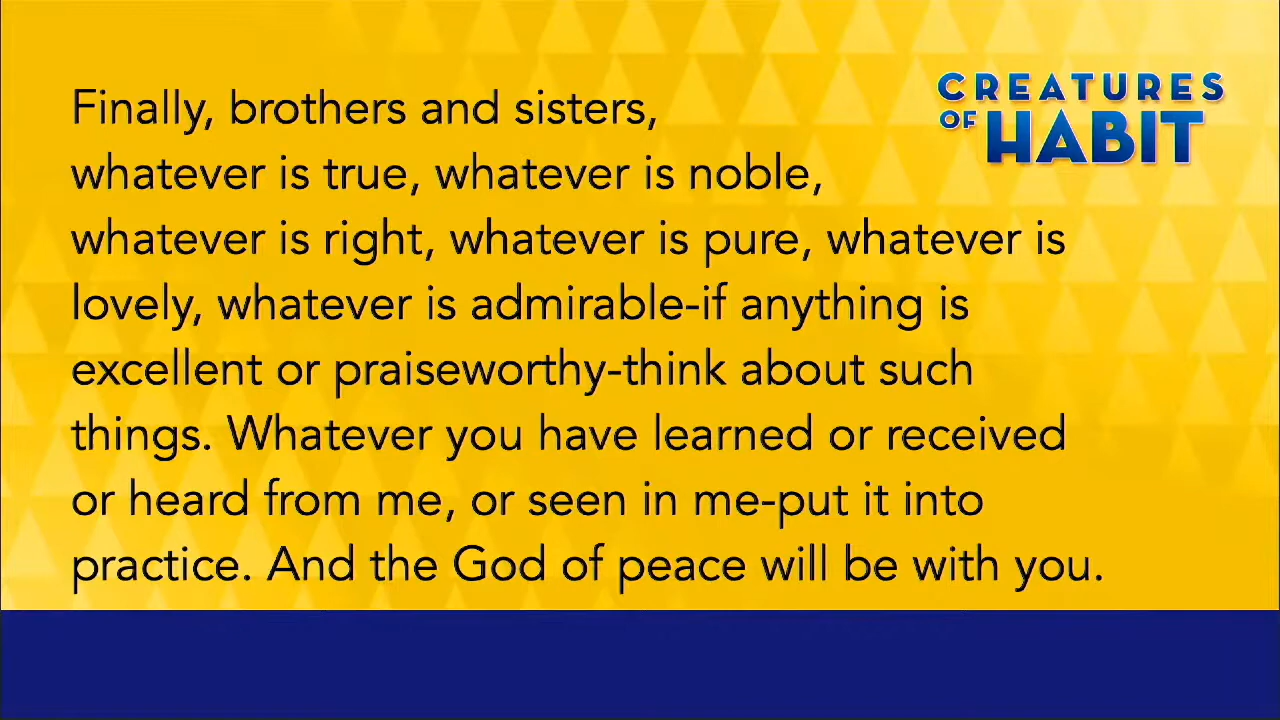 CREATURES
OF HABIT
Finally, brothers and sisters,
whatever is true, whatever is noble,
whatever is right, whatever is pure, whatever is
lovely, whatever is admirable-if anything is
excellent or praiseworthy-think about such
things. Whatever you have learned or received
or heard from me, or seen in me-put it into
practice. And the God of peace will be with you.